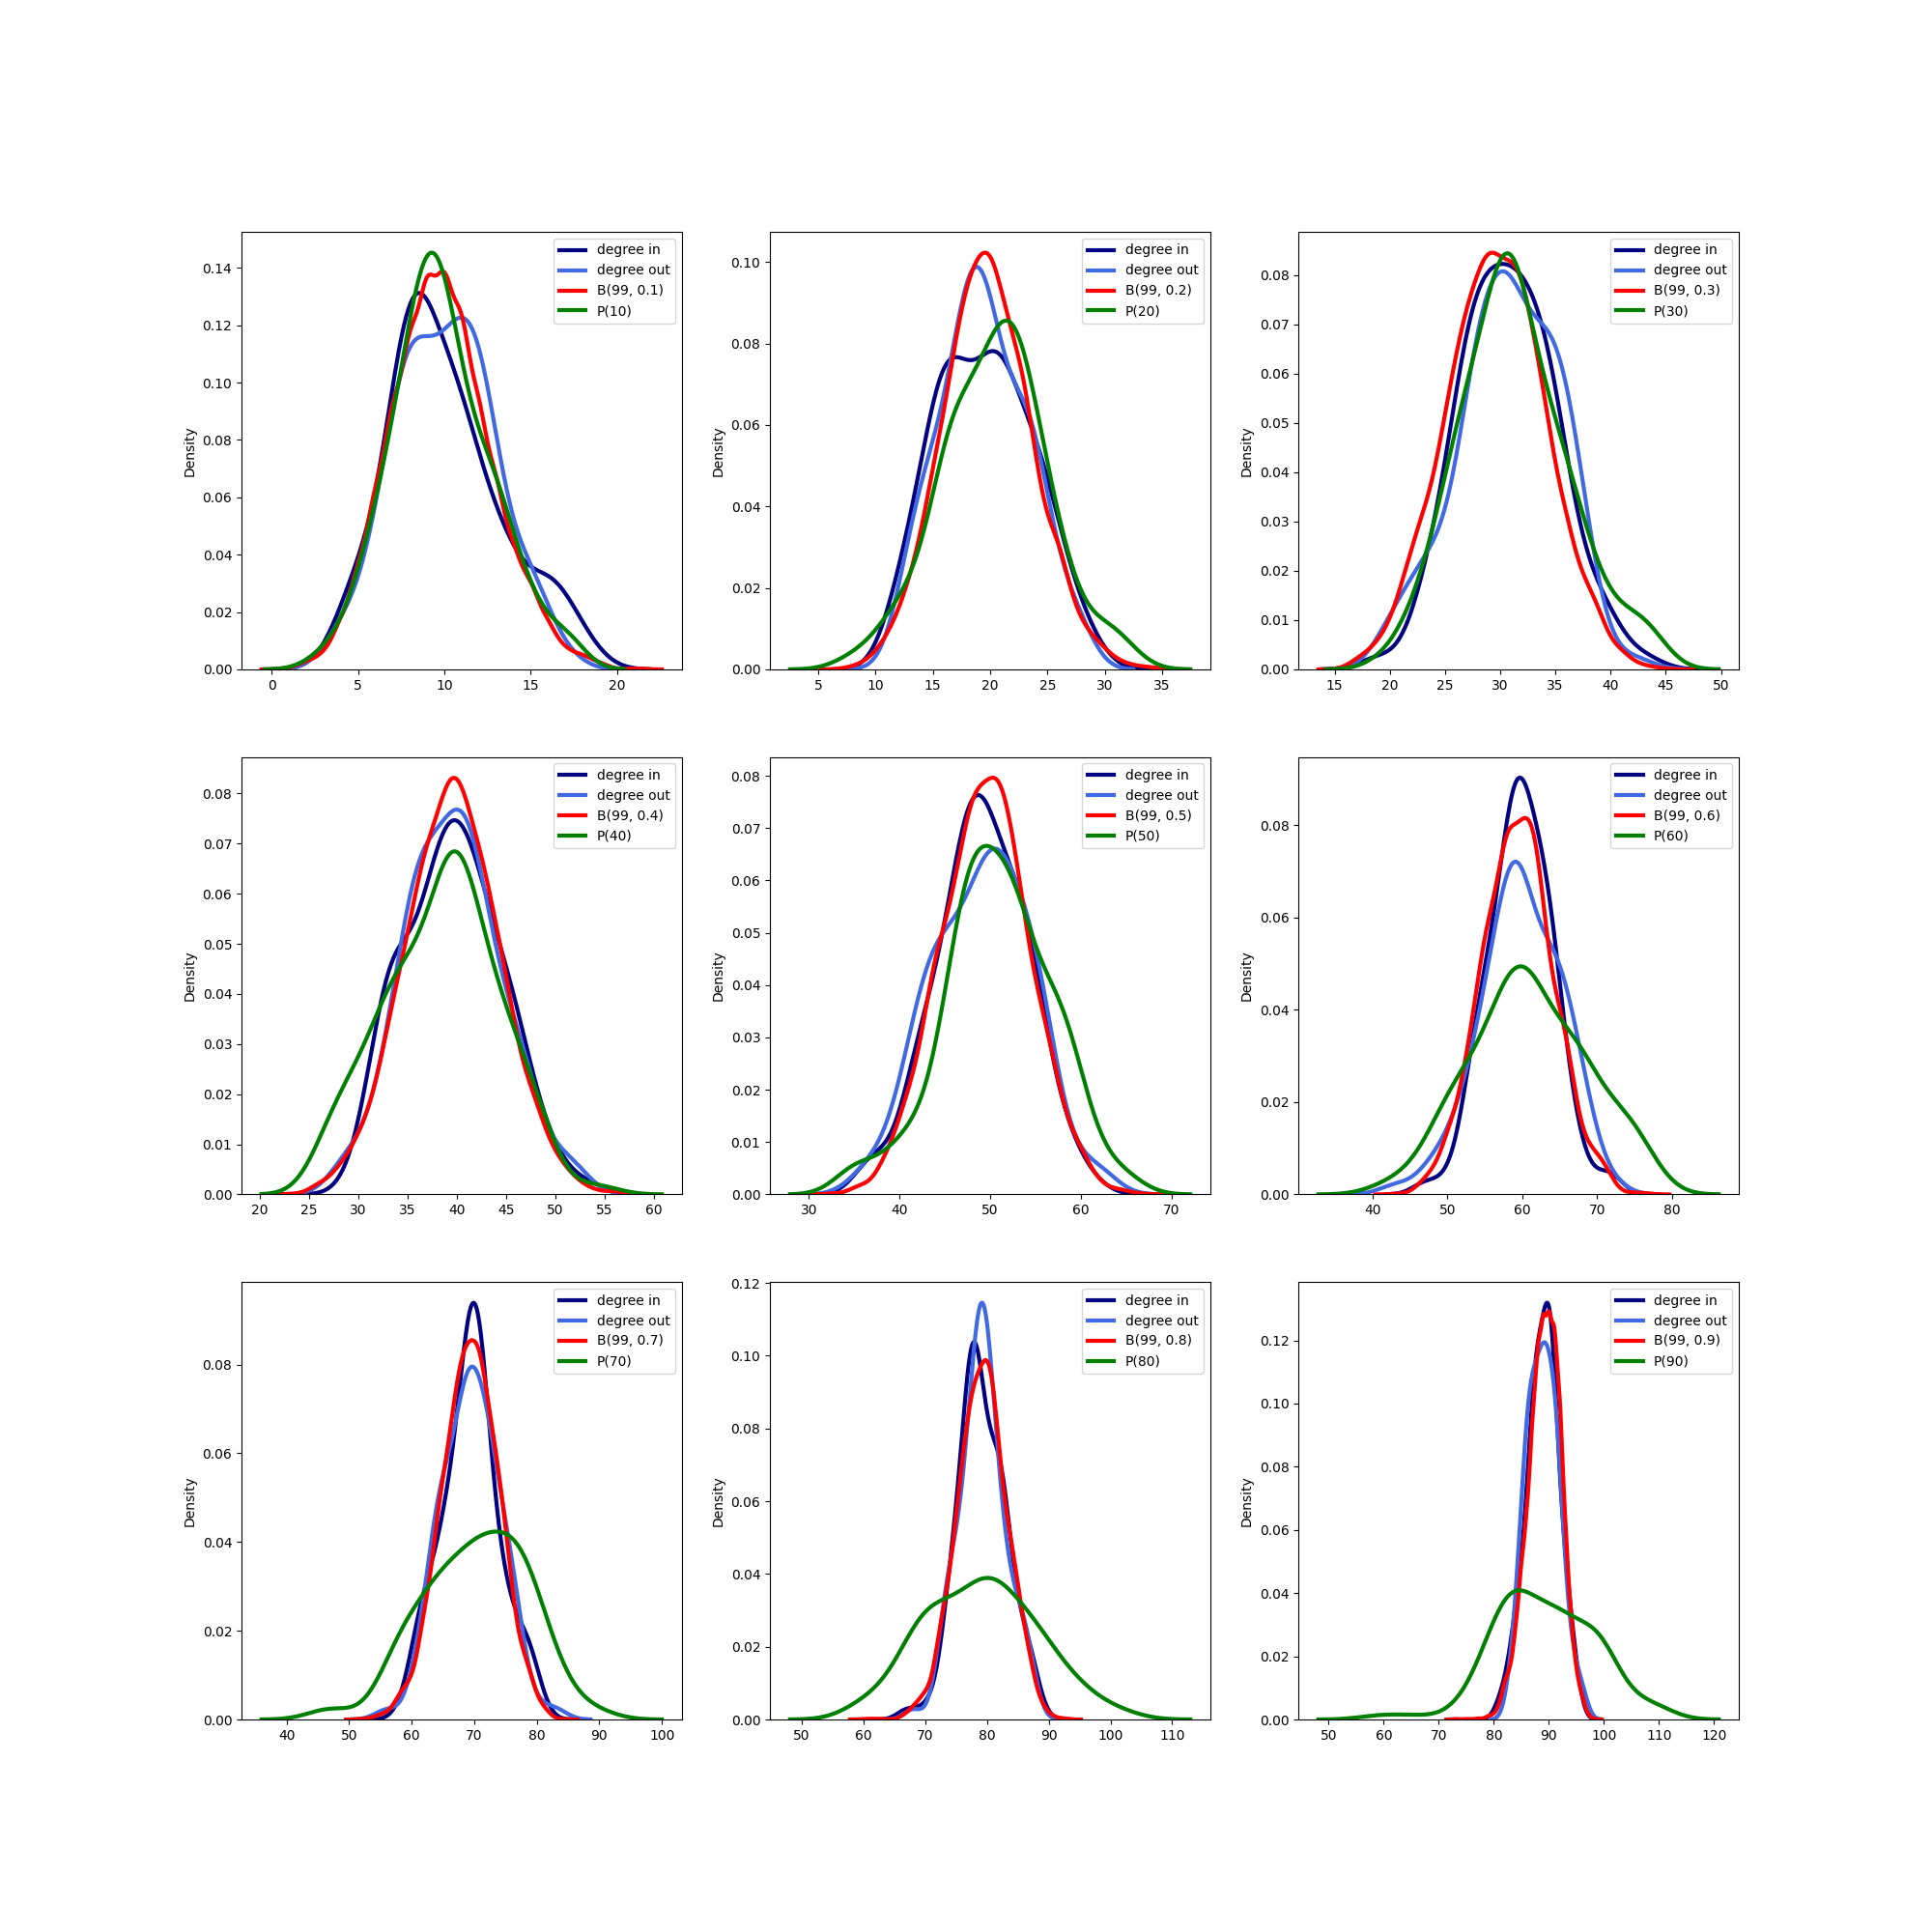 degree in
degree out
B(99, 0.1)
P(10)
0.14
0.12
0.10
0.08
0.06
0.04
0.02
0.00
Density
0 5 10 15 20
degree in
degree out
B(99, 0.2)
P(20)
0.10
0.08
0.06
0.04
0.02
0.00
Density
5 10 15 20 25 30 35
degree in
degree out
B(99, 0.3)
P(30)
0.08
0.07
0.06
0.05
0.04
0.03
0.02
0.01
0.00
Density
15 20 25 30 35 40 45 50
degree in
degree out
B(99, 0.4)
P(40)
0.08
0.07
0.06
0.05
0.04
0.03
0.02
0.01
0.00
Density
20 25 30 35 40 45 50 55 60
degree in
degree out
B(99, 0.5)
P(50)
0.08
0.07
0.06
0.05
0.04
0.03
0.02
0.01
0.00
Density
30 40 50 60 70
degree in
degree out
B(99, 0.6)
P(60)
0.08
0.06
0.04
0.02
0.00
Density
40 50 60 70 80
degree in
degree out
B(99, 0.7)
P(70)
0.08
0.06
0.04
0.02
0.00
Density
40 50 60 70 80 90 100
degree in
degree out
B(99, 0.8)
P(80)
0.12
0.10
0.08
0.06
0.04
0.02
0.00
Density
50 60 70 80 90 100 110
degree in
degree out
B(99, 0.9)
P(90)
0.12
0.10
0.08
0.06
0.04
0.02
0.00
Density
50 60 70 80 90 100 110 120